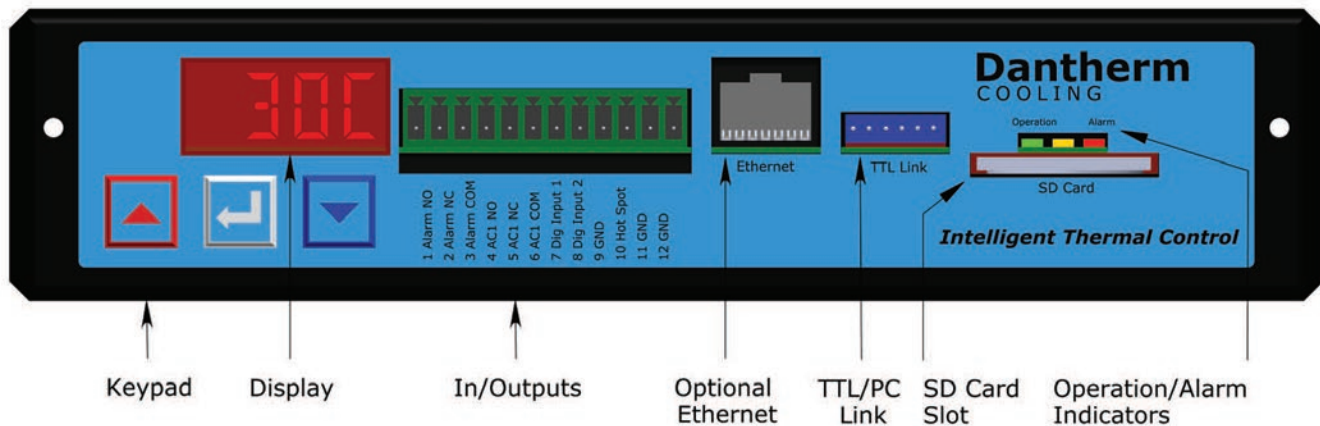 30C
Dantherm
COOLING
Operation Alarm
Ethernet
TTL Link
SD Card
1 Alarm NO
2 Alarm NC
3 Alarm COM
4 AC1 NO
5 AC1 NC
6 AC1 COM
7 Dig Input 1
8 Dig Input 2
9 GND
10 Hot Spot
11 GND
12 GND
Intelligent Thermal Control
Keypad
Display
In/Outputs
Optional
Ethernet
TTL/PC
Link
SD Card
Slot
Operation/Alarm
Indicators